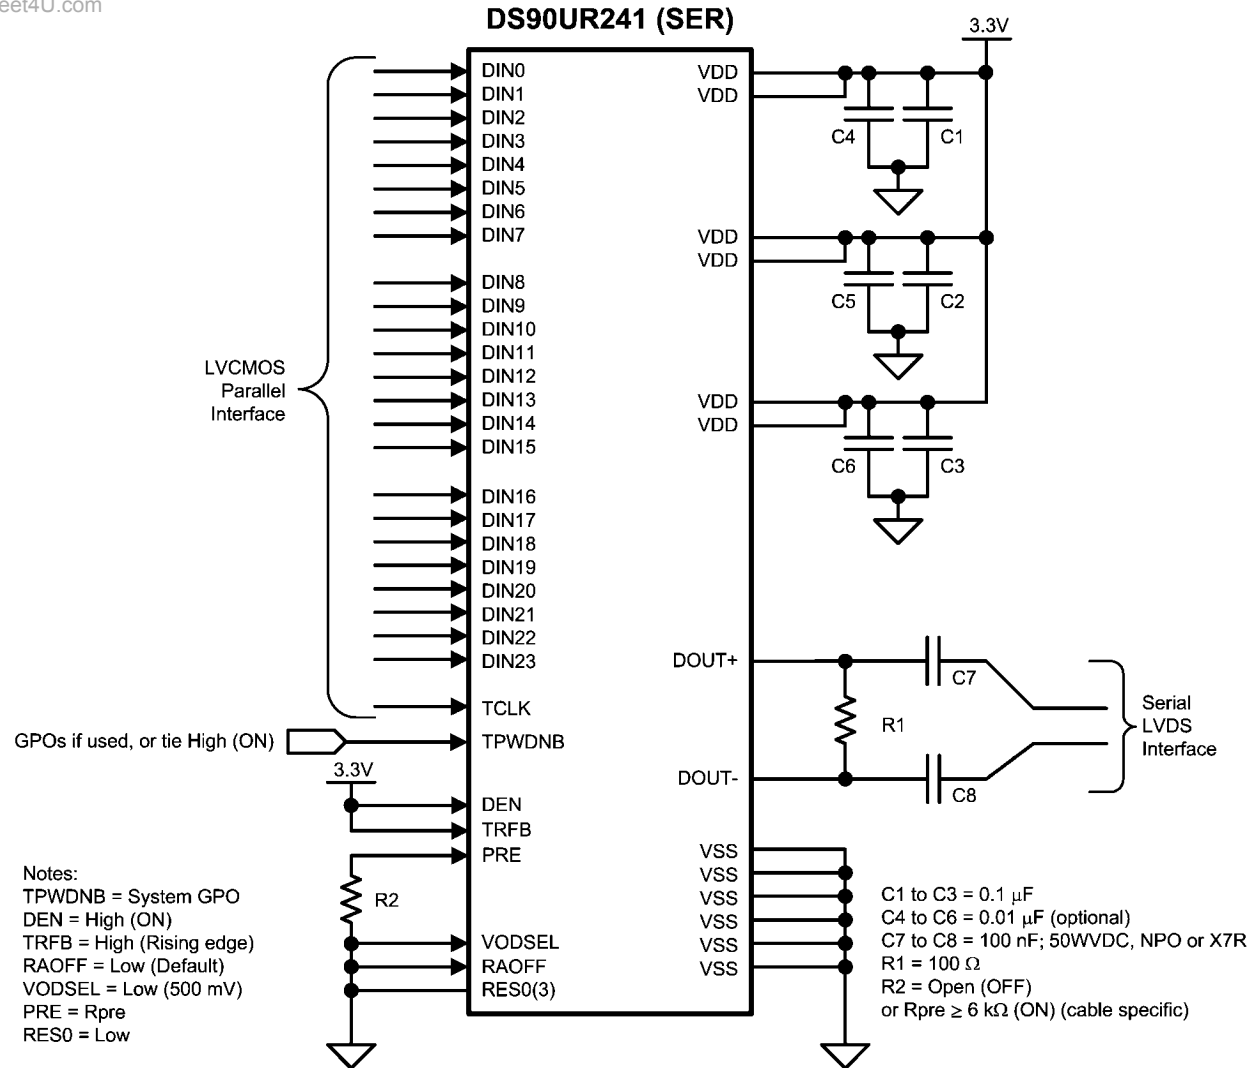 eet4U.com
DS90UR241 (SER)
3.3V
DIN0
DIN1
DIN2
DIN3
DIN4
DIN5
DIN6
DIN7
DIN8
DIN9
DIN10
DIN11
DIN12
DIN13
DIN14
DIN15
DIN16
DIN17
DIN18
DIN19
DIN20
DIN21
DIN22
DIN23
TCLK
TPWDNB
DEN
TRFB
PRE
VODSEL
RAOFF
RES0(3)
LVCMOS
Parallel
Interface
GPOs if used, or tie High (ON)
3.3V
R2
VDD
VDD
C4
C1
VDD
VDD
C5
C2
VDD
VDD
C6
C3
DOUT+
C7
R1
DOUT-
C8
Serial
LVDS
Interface
VSS
VSS
VSS
VSS
VSS
VSS
Notes:
TPWDNB = System GPO
DEN = High (ON)
TRFB = High (Rising edge)
RAOFF = Low (Default)
VODSEL = Low (500 mV)
PRE = Rpre
RES0 = Low
C1 to C3 = 0.1 μF
C4 to C6 = 0.01 μF (optional)
C7 to C8 = 100 nF; 50WVDC, NPO or X7R
R1 = 100 Ω
R2 = Open (OFF)
or Rpre ≥ 6 kΩ (ON) (cable specific)